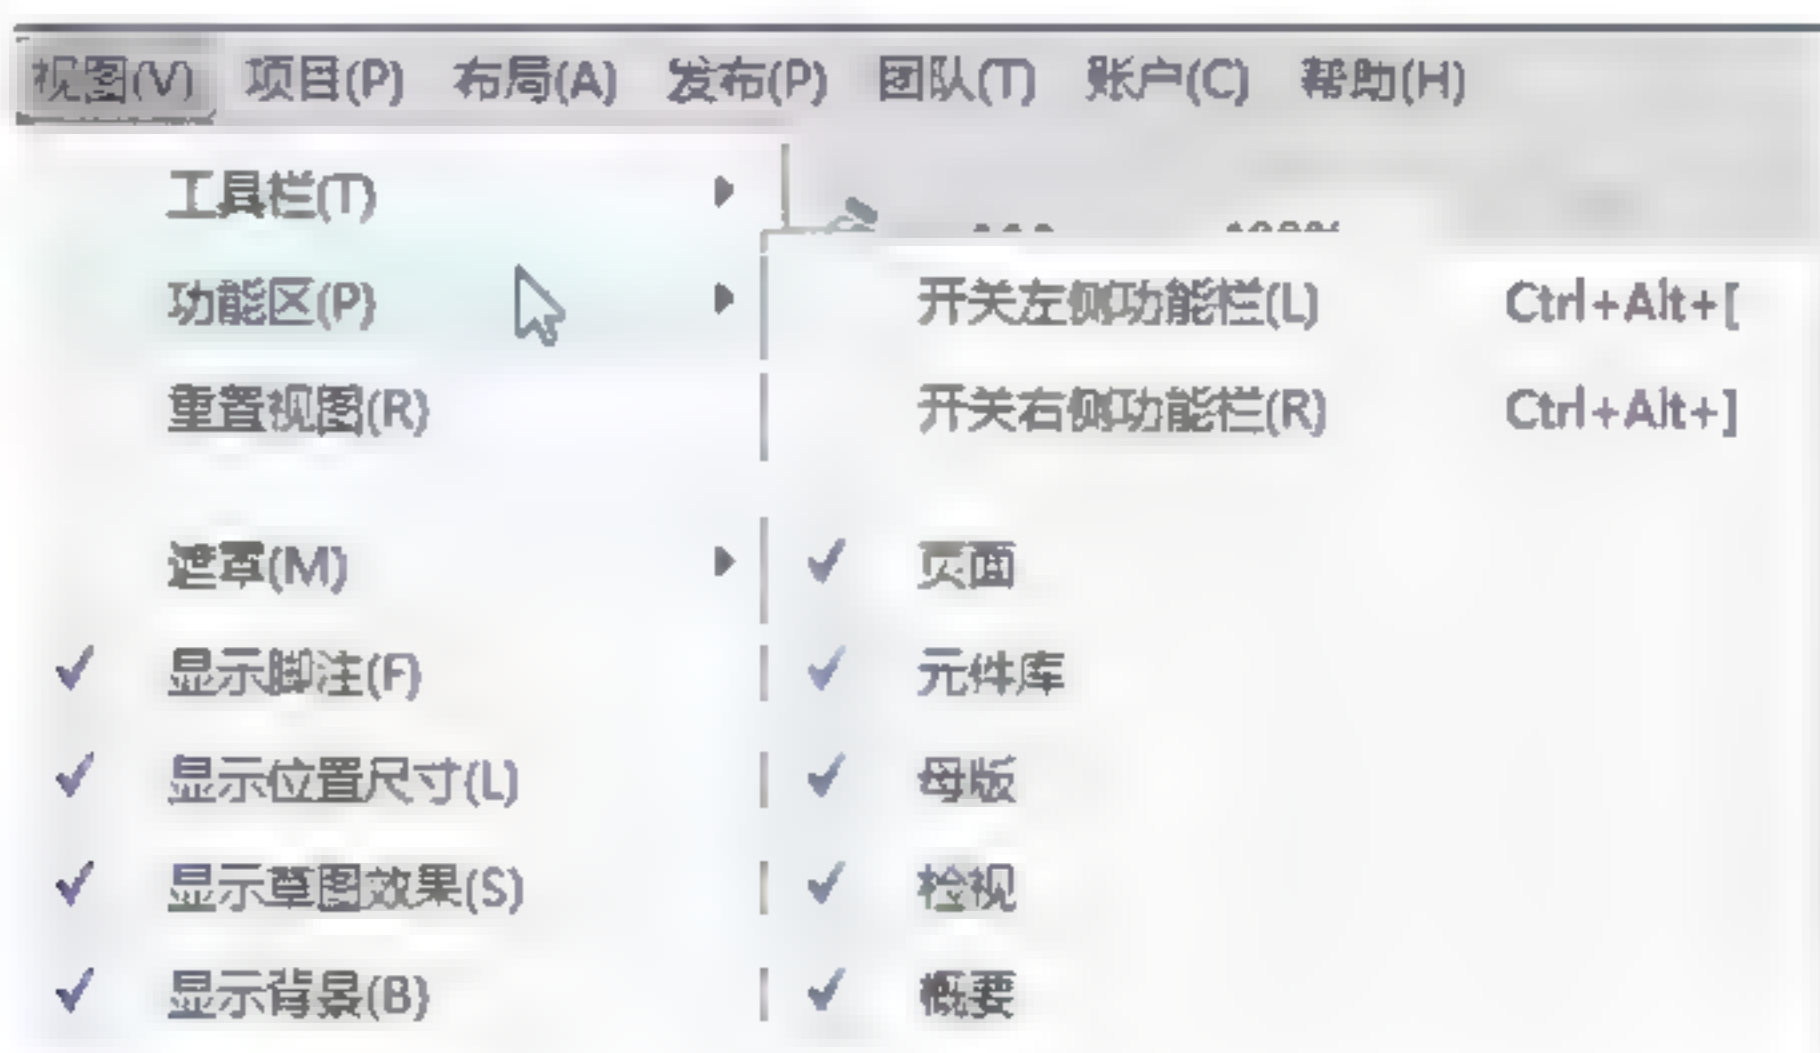 视图(V) 项目(P) 布局(A) 发布(P) 团队(T) 账户(C) 帮助(H)
工具栏(T)
功能区(P)
重置视图(R)
遮罩(M)
显示脚注(F)
显示位置尺寸(L)
显示草图效果(S)
显示背景(B)
开关左侧功能栏(L) Ctrl+Alt+[
开关右侧功能栏(R) Ctrl+Alt+]
页面
元件库
母版
检视
概要